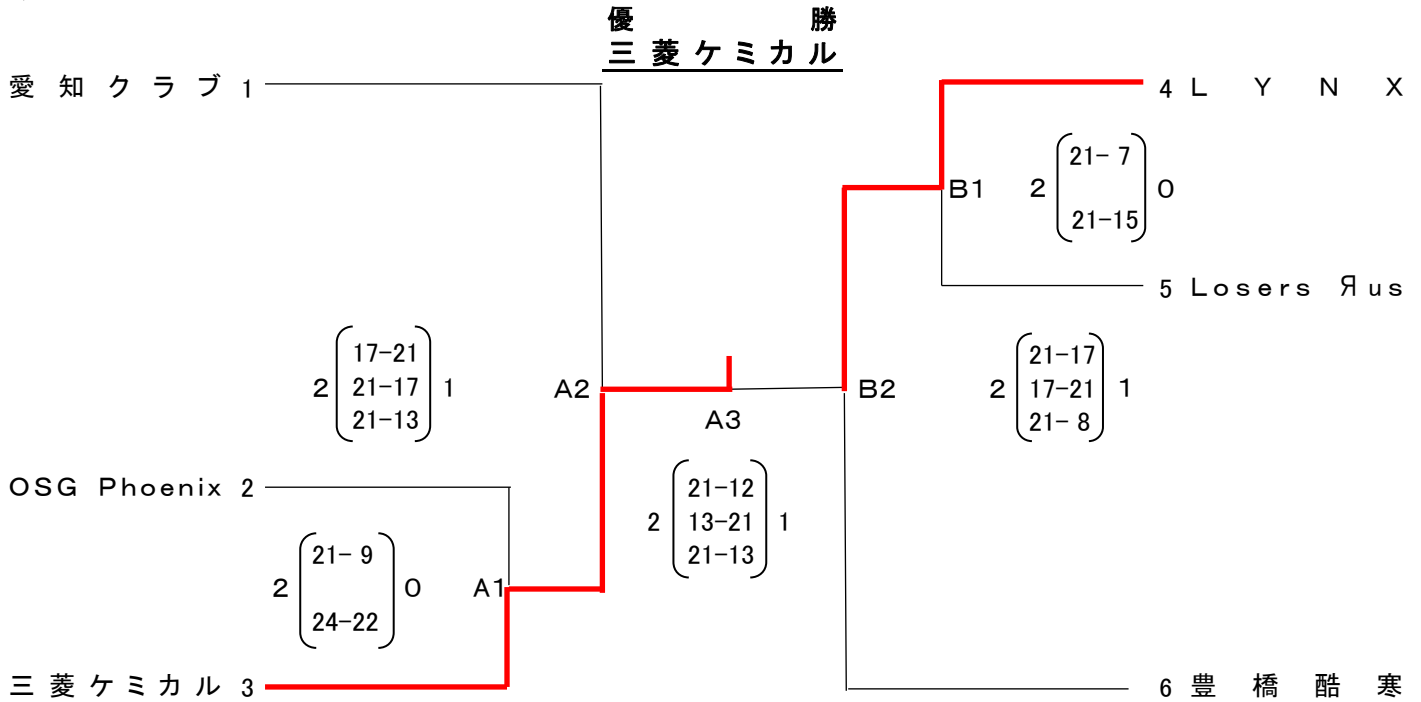 優 勝
三菱ケミカル
愛知クラブ 1
4 LYNX
21- 7
B1 2 0
21-15
5 Losers Яus
17-21
2 21-17 1
21-13
A2
A3
B2
21-17
2 17-21 1
21- 8
OSG Phoenix 2
21-12
2 13-21 1
21-13
21- 9
2 0 A1
24-22
三菱ケミカル 3
6 豊橋酷寒